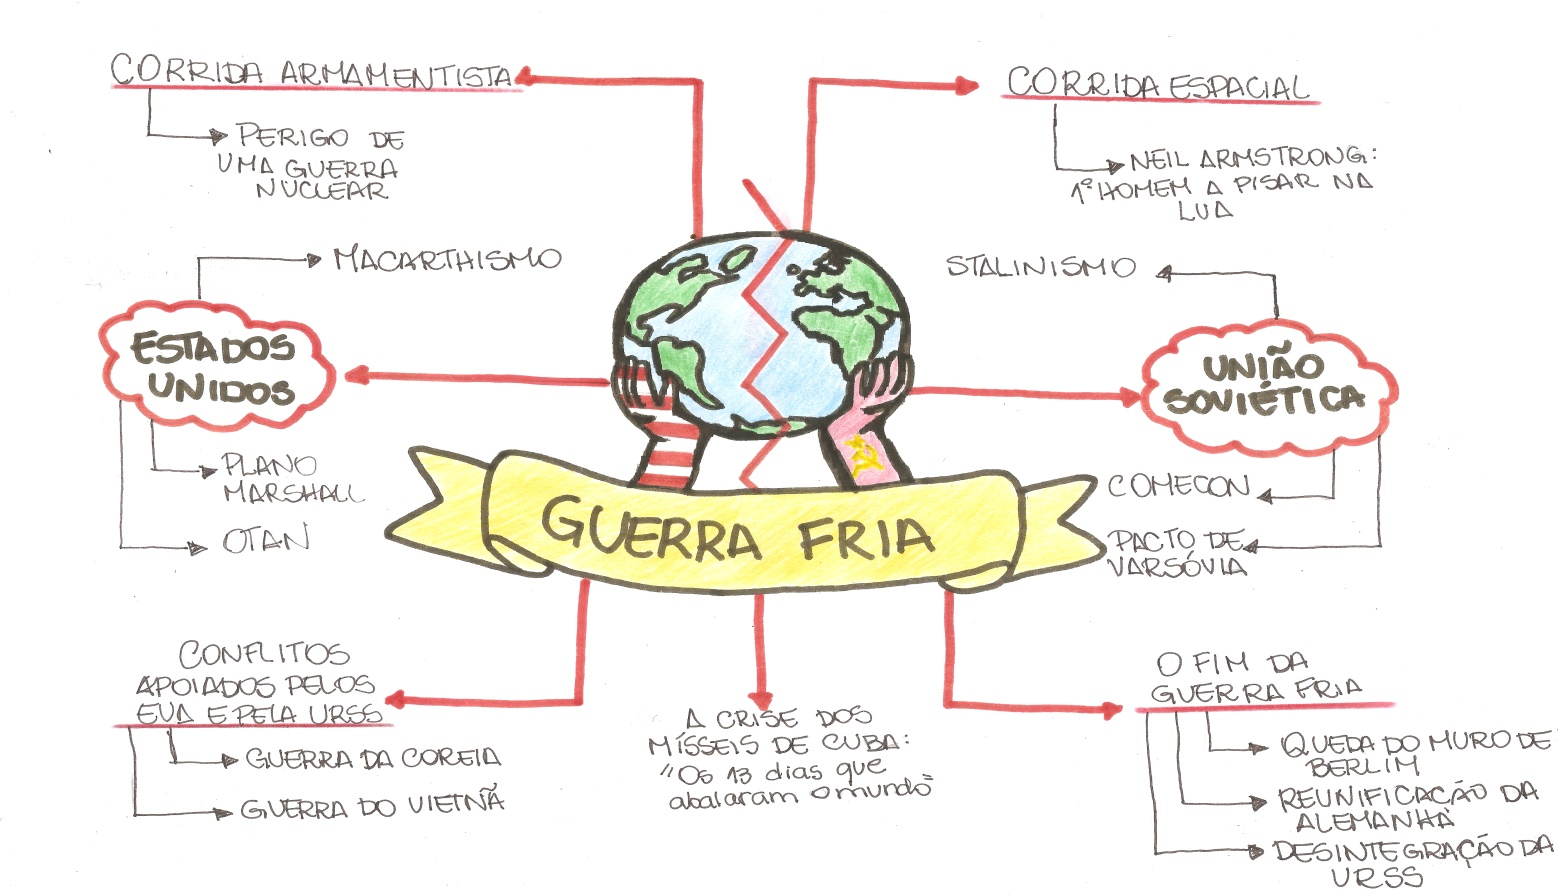 CORRIDA ARMAMENTISTA
PERIGO DE
UMA GUERRA
NUCLEAR
CORRIDA ESPACIAL
NEIL ARMSTRONG:
1º HOMEM A PISAR NA
LUA
MACARTHISMO
ESTADOS
UNIDOS
PLANO
MARSHALL
OTAN
STALINISMO
UNIÃO
SOVIÉTICA
COMECON
PACTO DE
VARSÓVIA
GUERRA FRIA
CONFLITOS
APOIADOS PELOS
EUA E PELA URSS
GUERRA DA COREIA
GUERRA DO VIETNÃ
A CRISE DOS
MÍSSEIS DE CUBA:
"Os 13 dias que
abalaram o mundo"
O FIM DA
GUERRA FRIA
QUEDA DO MURO DE
BERLIM
REUNIFICAÇÃO DA
ALEMANHA
DESINTEGRAÇÃO DA
URSS